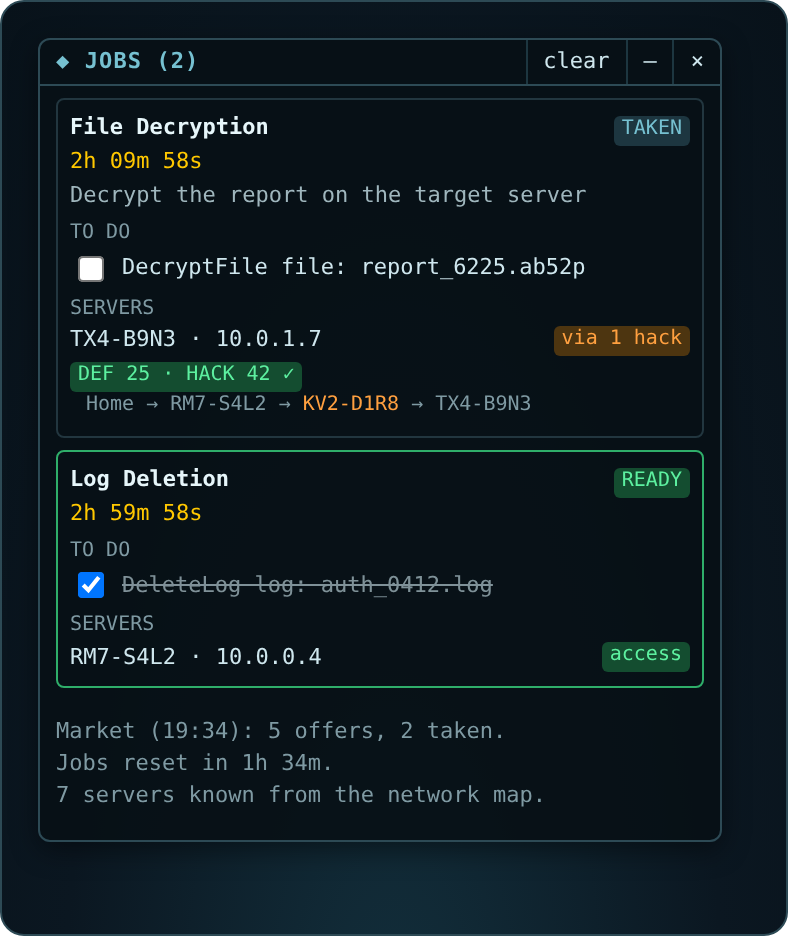 ◆ JOBS (2) clear — ×
File Decryption TAKEN
2h 09m 58s
Decrypt the report on the target server
TO DO
DecryptFile file: report_6225.ab52p
SERVERS
TX4-B9N3 · 10.0.1.7 via 1 hack
DEF 25 · HACK 42 ✓
Home → RM7-S4L2 → KV2-D1R8 → TX4-B9N3
Log Deletion READY
2h 59m 58s
TO DO
DeleteLog log: auth_0412.log
SERVERS
RM7-S4L2 · 10.0.0.4 access
Market (19:34): 5 offers, 2 taken.
Jobs reset in 1h 34m.
7 servers known from the network map.